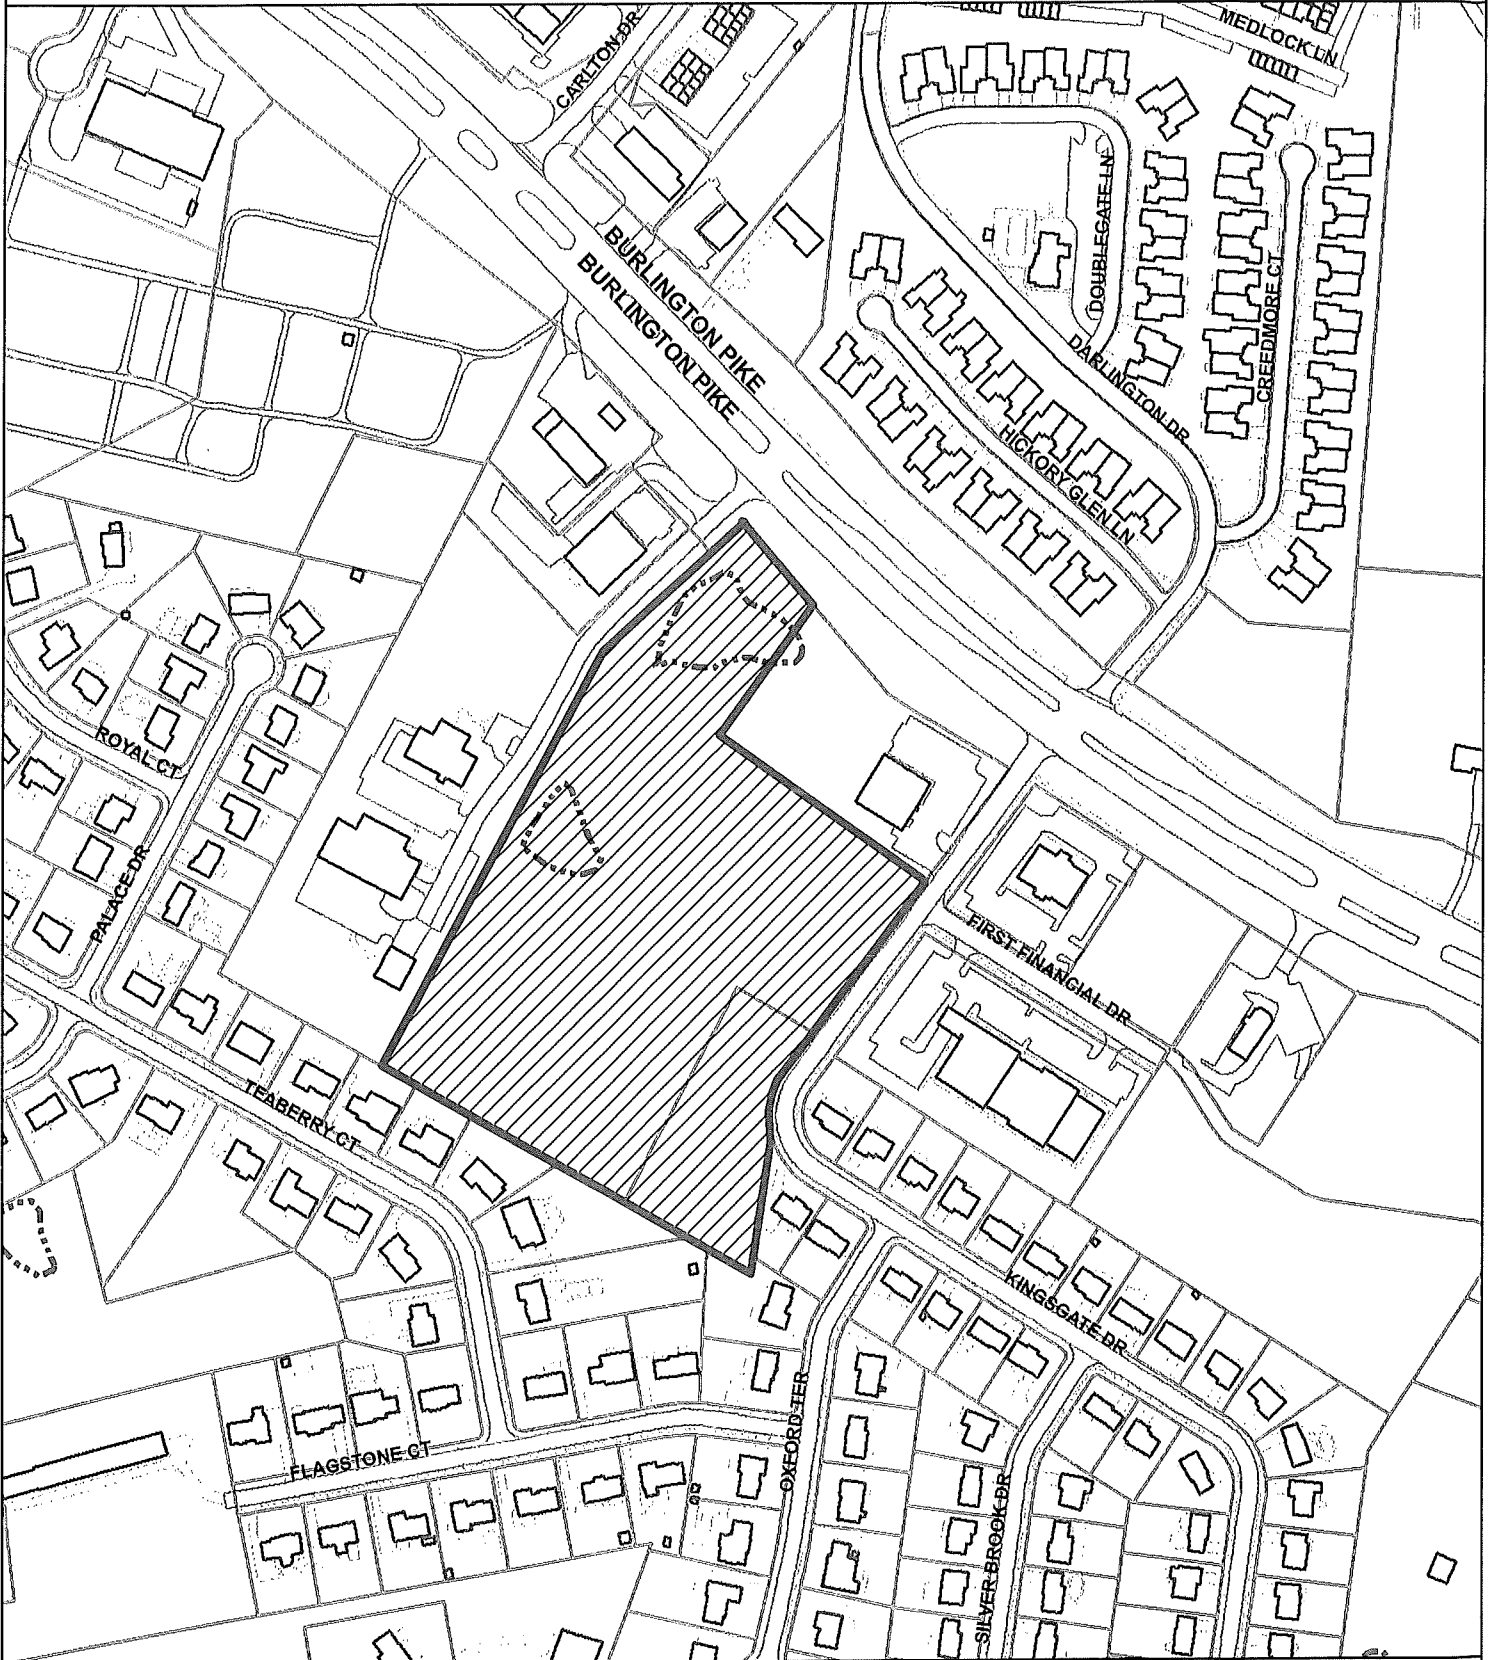 MEDLOCK LN
CARLTON DR
DOUBLEGATE LN
BURLINGTON PIKE
BURLINGTON PIKE
CREEDMORE CT
DARLINGTON DR
HICKORY GLEN LN
ROYAL CT
PALACE DR
FIRST FINANCIAL DR
TEABERRY CT
KINGSGATE DR
OXFORD TER
FLAGSTONE CT
SILVER BROOK DR